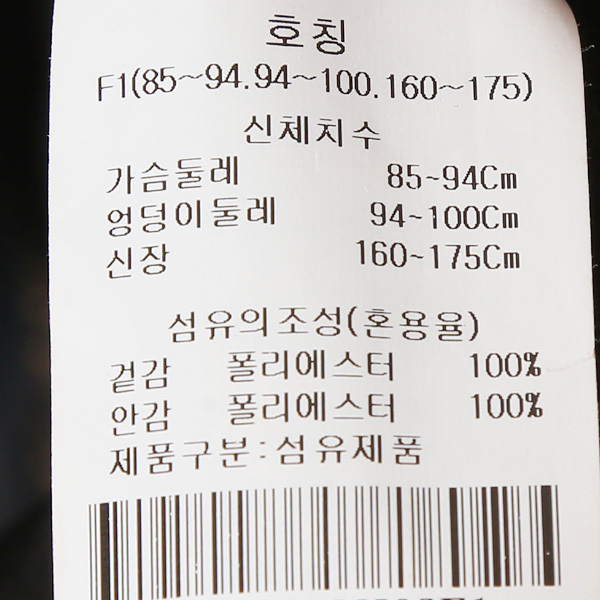 호칭
F1(85~94.94~100.160~175)
신체치수
가슴둘레 85~94Cm
엉덩이둘레 94~100Cm
신장 160~175Cm
섬유의조성(혼용율)
겉감 폴리에스터 100%
안감 폴리에스터 100%
제품구분:섬유제품